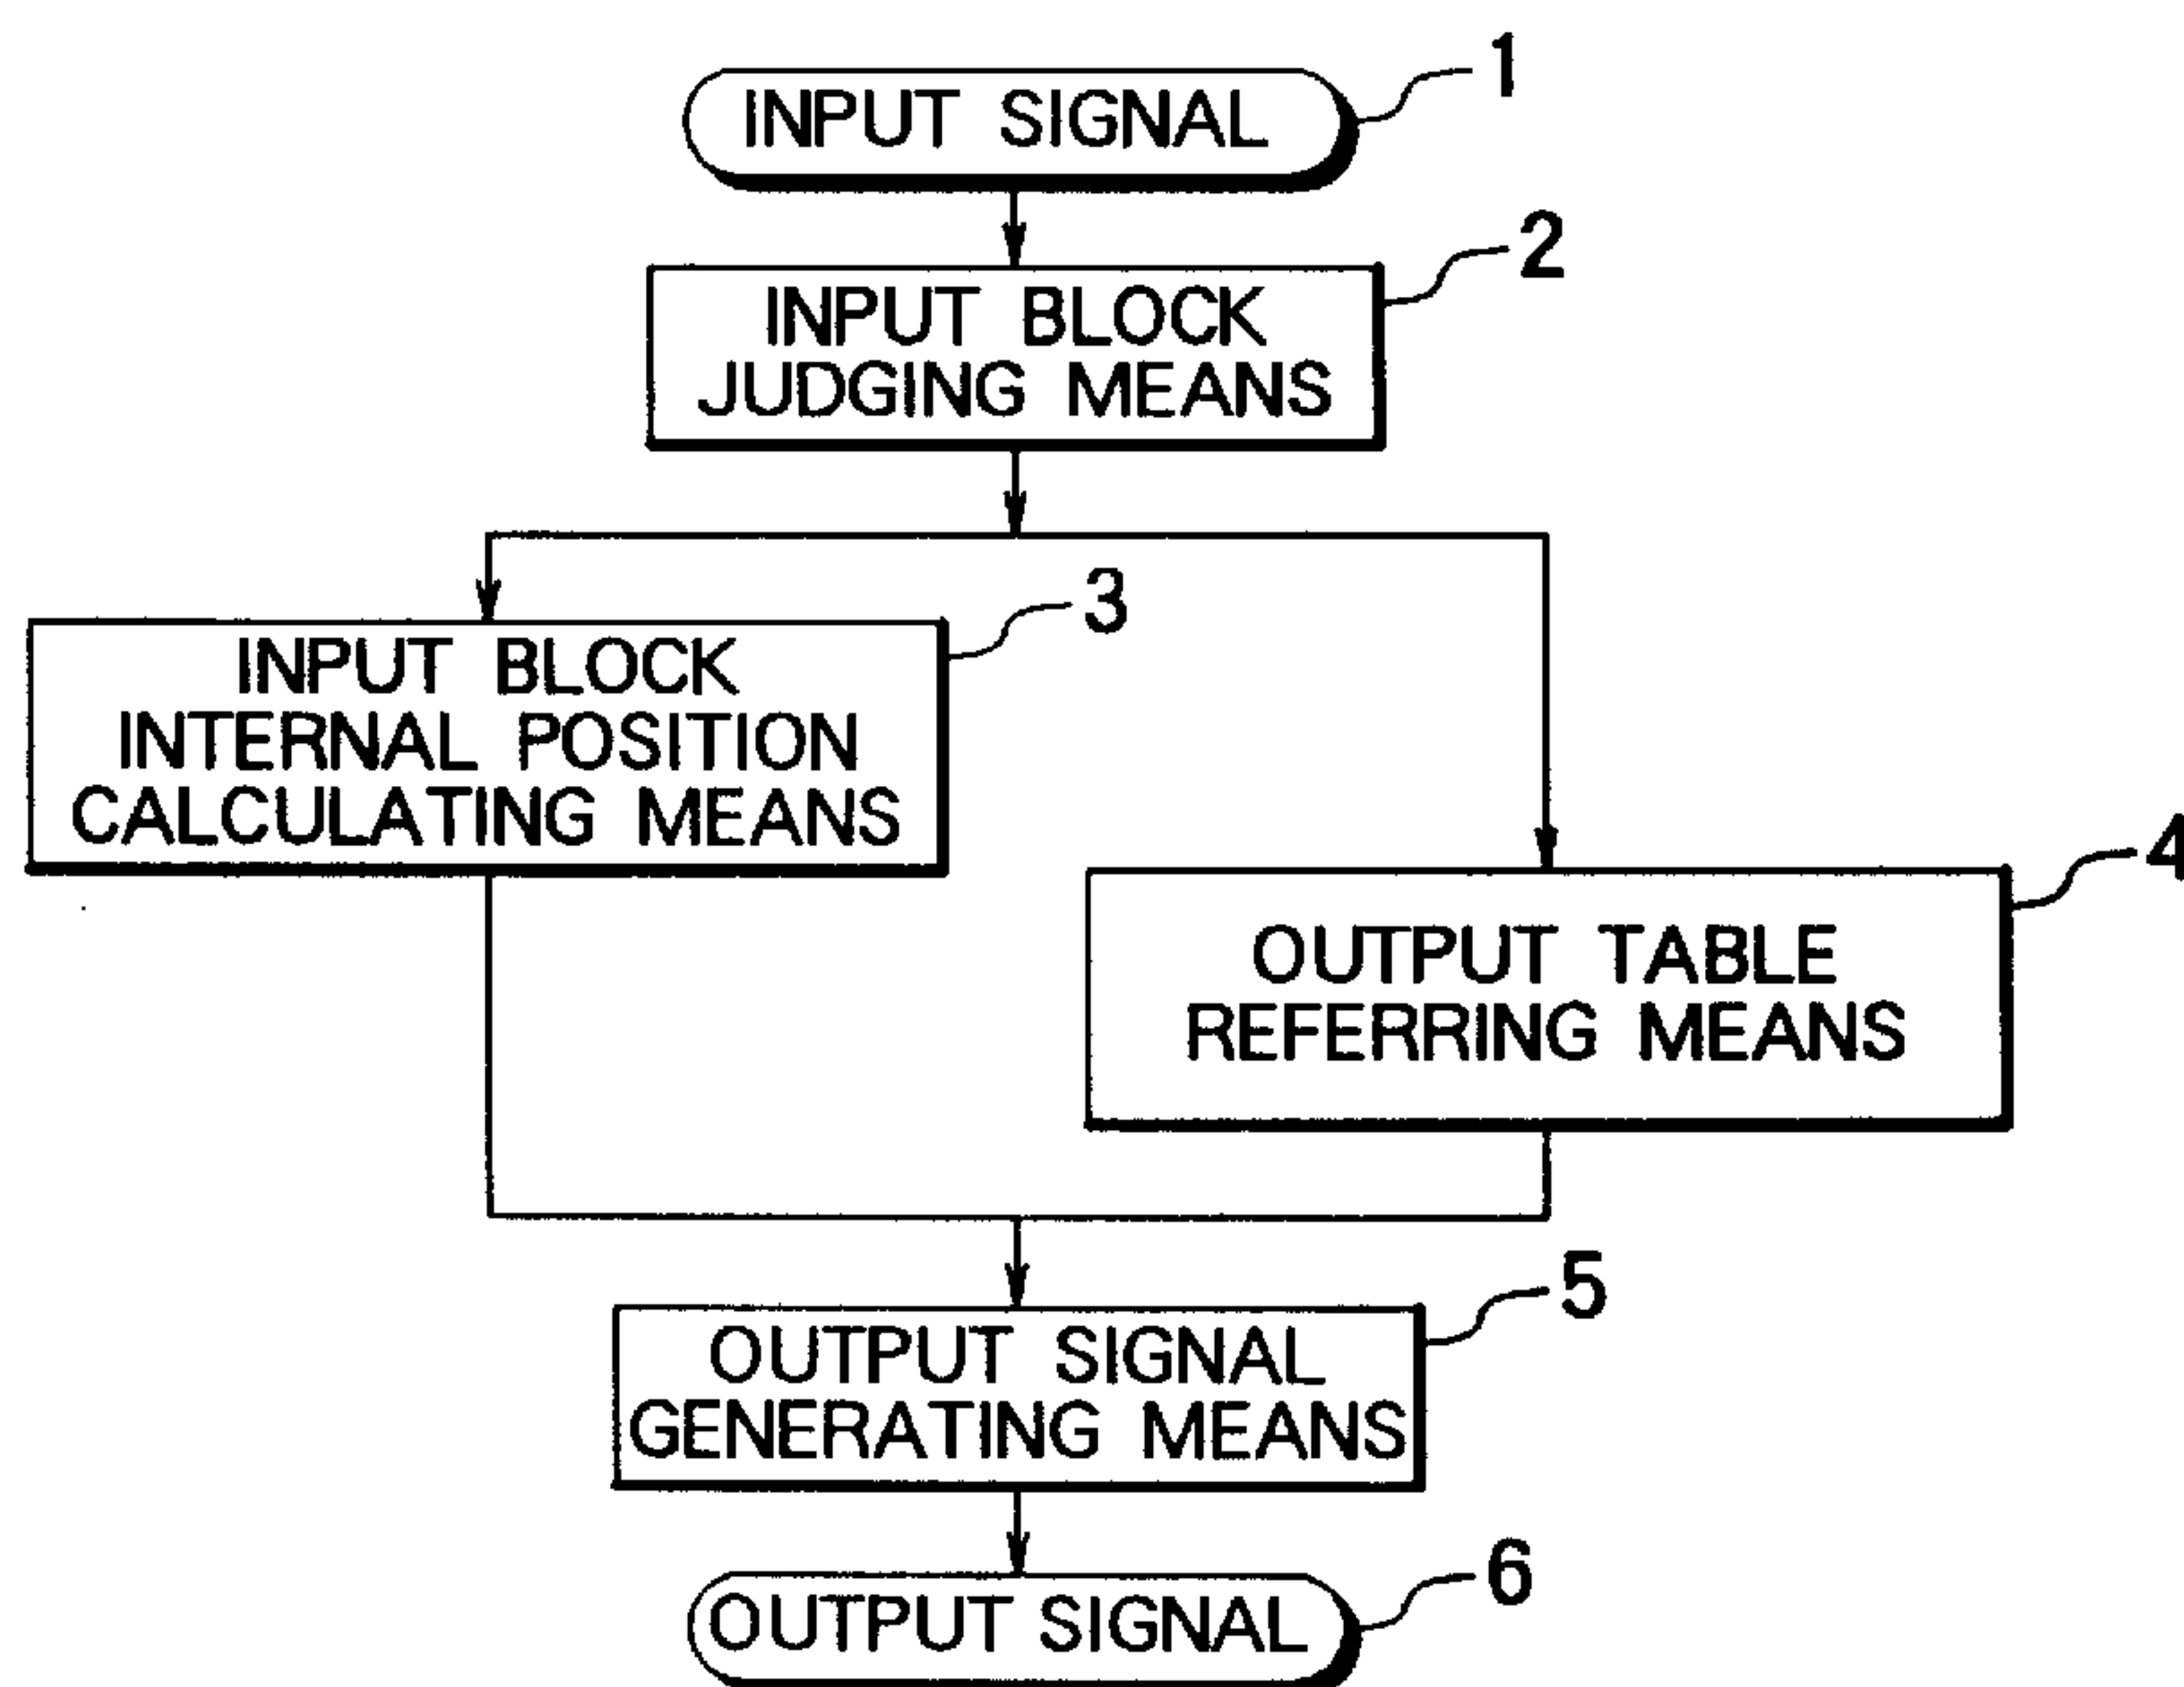 1
INPUT SIGNAL
2
INPUT BLOCK
JUDGING MEANS
3
INPUT BLOCK
INTERNAL POSITION
CALCULATING MEANS
4
OUTPUT TABLE
REFERRING MEANS
5
OUTPUT SIGNAL
GENERATING MEANS
6
OUTPUT SIGNAL